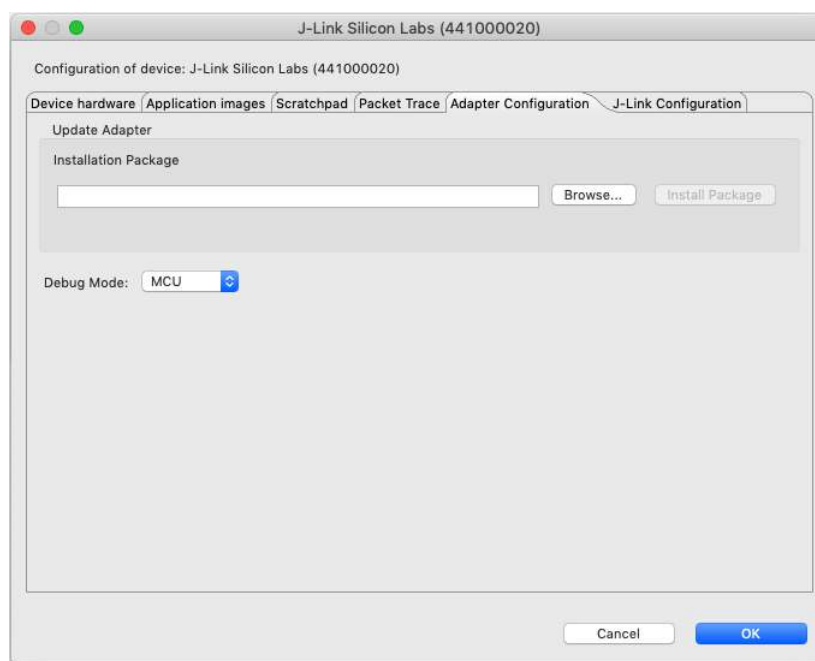 J-Link Silicon Labs (441000020)
Configuration of device: J-Link Silicon Labs (441000020)
Device hardware Application images Scratchpad Packet Trace Adapter Configuration J-Link Configuration
Update Adapter
Installation Package
Browse... Install Package
Debug Mode: MCU
Cancel OK